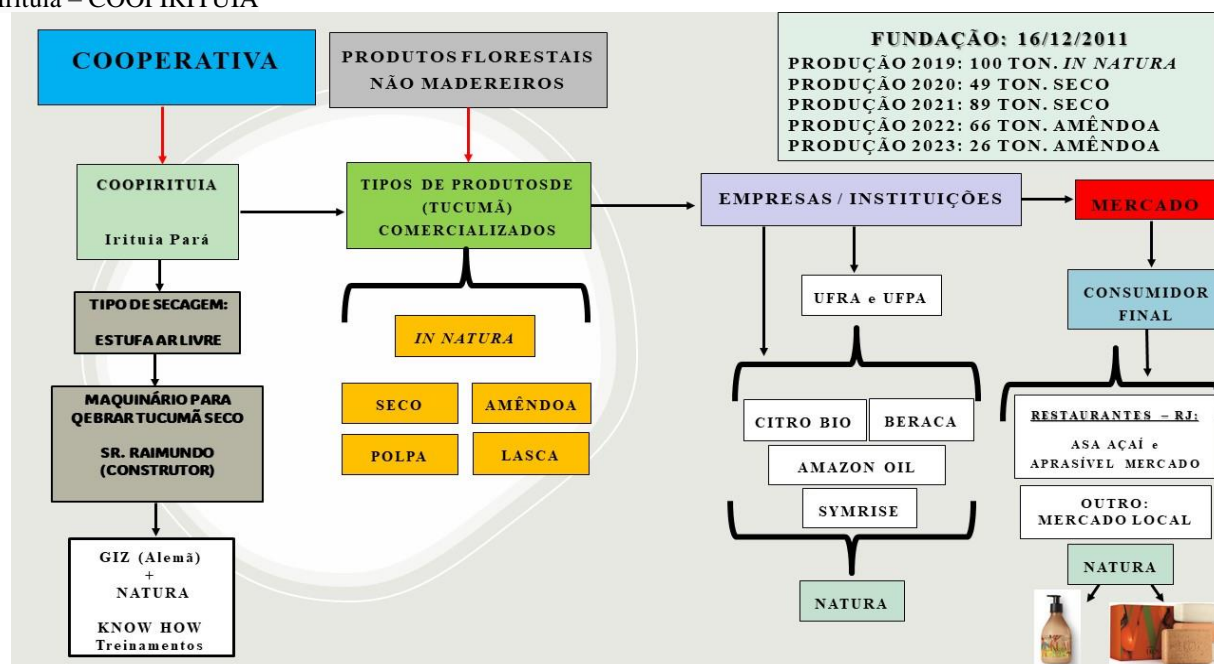 COOPIRITUIA
COOPERATIVA
PRODUTOS FLORESTAIS
NÃO MADEREIROS
FUNDAÇÃO: 16/12/2011
PRODUÇÃO 2019: 100 TON. IN NATURA
PRODUÇÃO 2020: 49 TON. SECO
PRODUÇÃO 2021: 89 TON. SECO
PRODUÇÃO 2022: 66 TON. AMÊNDOA
PRODUÇÃO 2023: 26 TON. AMÊNDOA
COOPIRITUIA
Irituia Pará
TIPOS DE PRODUTOSDE
(TUCUMÃ)
COMERCIALIZADOS
EMPRESAS / INSTITUIÇÕES
MERCADO
TIPO DE SECAGEM:
ESTUFA AR LIVRE
MAQUINÁRIO PARA
QEBRAR TUCUMÃ SECO
SR. RAIMUNDO
(CONSTRUTOR)
GIZ (Alemã)
+
NATURA
KNOW HOW
Treinamentos
IN NATURA
SECO
AMÊNDOA
POLPA
LASCA
UFRA e UFPA
CITRO BIO
BERACA
AMAZON OIL
SYMRISE
NATURA
CONSUMIDOR
FINAL
RESTAURANTES – RJ:
ASA AÇAÍ e
APRASÍVEL MERCADO
OUTRO:
MERCADO LOCAL
NATURA